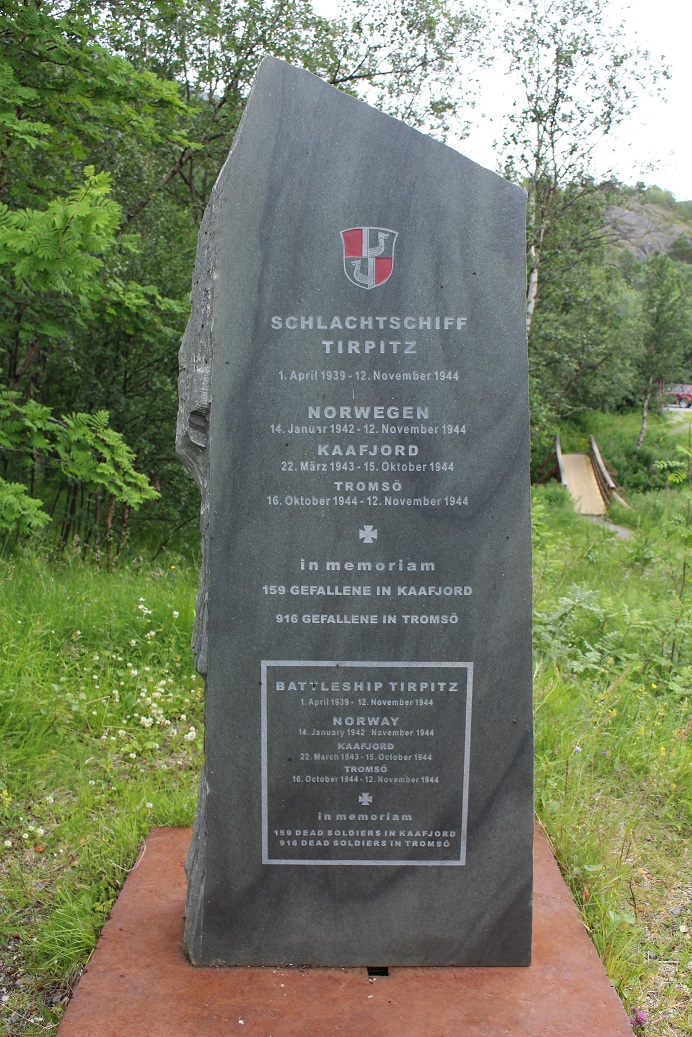 SCHLACHTSCHIFF
TIRPITZ
1. April 1939 - 12. November 1944
NORWEGEN
14. Januar 1942 - 12. November 1944
KAAFJORD
22. März 1943 - 15. Oktober 1944
TROMSÖ
16. Oktober 1944 - 12. November 1944
in memoriam
159 GEFALLENE IN KAAFJORD
916 GEFALLENE IN TROMSÖ
BATTLESHIP TIRPITZ
1. April 1939 - 12. November 1944
NORWAY
14. January 1942 November 1944
KAAFJORD
22. March 1943 - 15. October 1944
TROMSÖ
16. October 1944 - 12. November 1944
in memoriam
159 DEAD SOLDIERS IN KAAFJORD
916 DEAD SOLDIERS IN TROMSÖ